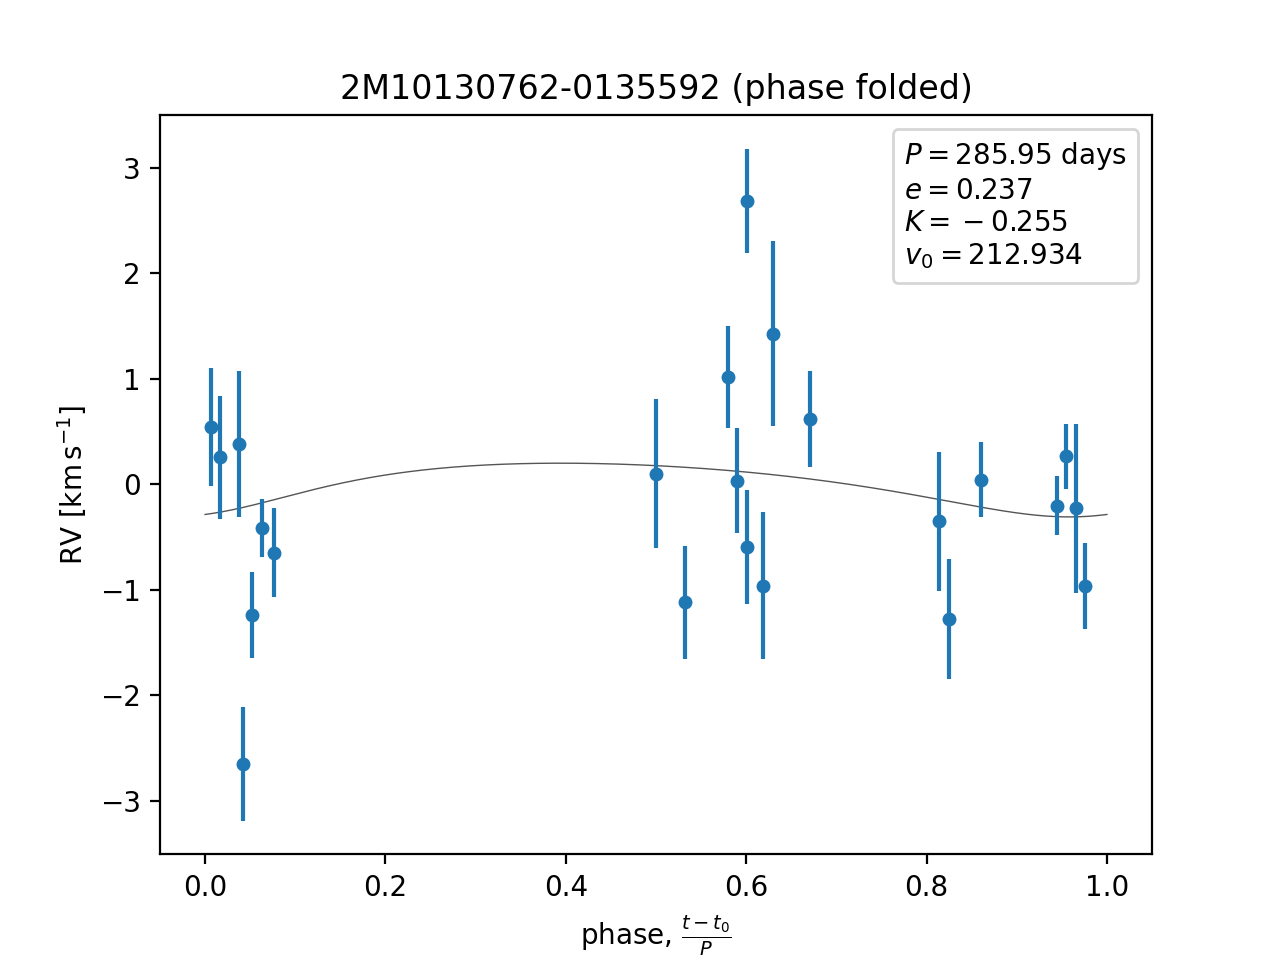 2M10130762-0135592 (phase folded)
P = 285.95 days
e = 0.237
K = −0.255
v₀ = 212.934
3
2
1
0
−1
−2
−3
RV [km s⁻¹]
0.0 0.2 0.4 0.6 0.8 1.0
phase, (t − t₀)/P